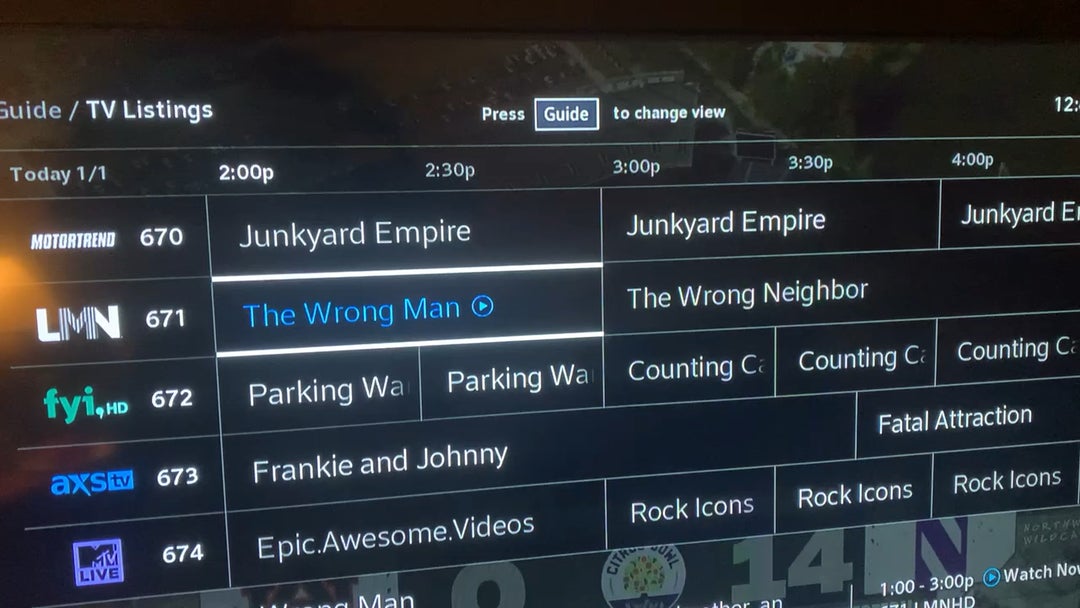 Guide / TV Listings
Press Guide to change view
12:
Today 1/1 2:00p 2:30p 3:00p 3:30p 4:00p
MOTORTREND 670 Junkyard Empire Junkyard Empire Junkyard E
LMN 671 The Wrong Man The Wrong Neighbor
fyi, HD 672 Parking Wa Parking Wa Counting Ca Counting Ca Counting Ca
axs tv 673 Frankie and Johnny Fatal Attraction
MTV LIVE 674 Epic.Awesome.Videos Rock Icons Rock Icons Rock Icons
CITRUS BOWL
14
N
NORTHW
WILDCA
1:00 - 3:00p Watch Now
Wrong Man
671 LMNHD